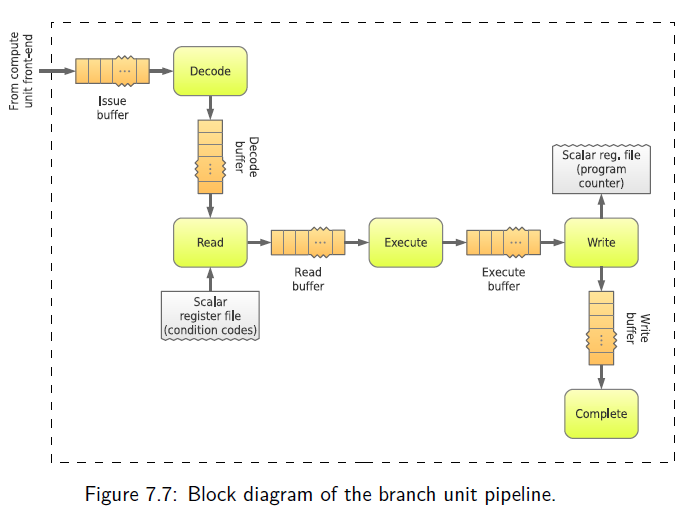 From compute
unit front-end
...
Issue
buffer
Decode
Decode
buffer
...
Scalar reg. file
(program
counter)
Read
...
Read
buffer
Execute
...
Execute
buffer
Write
Scalar
register file
(condition codes)
...
Write
buffer
Complete
Figure 7.7: Block diagram of the branch unit pipeline.